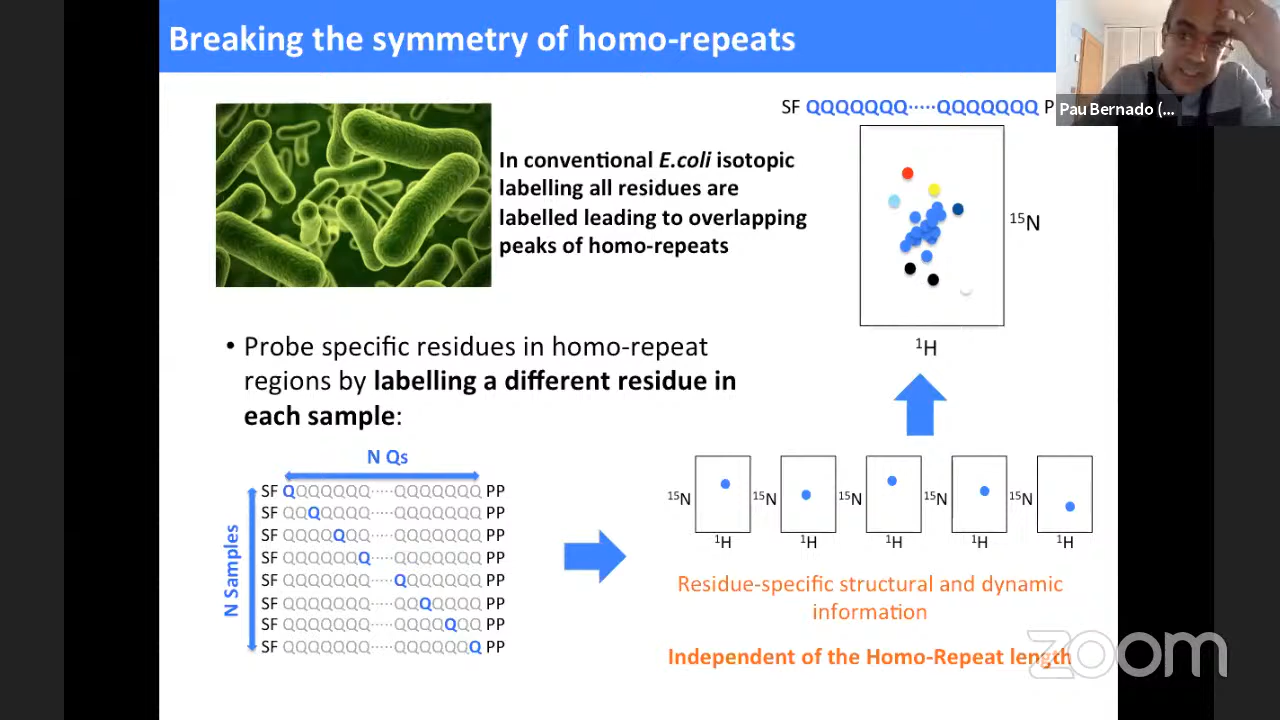 Breaking the symmetry of homo-repeats
SF QQQQQQQ·····QQQQQQQ P
Pau Bernado (...
In conventional E.coli isotopic
labelling all residues are
labelled leading to overlapping
peaks of homo-repeats
15N
1H
• Probe specific residues in homo-repeat
regions by labelling a different residue in
each sample:
N Qs
N Samples
SF QQQQQQQ·····QQQQQQQ PP
SF QQQQQQQ·····QQQQQQQ PP
SF QQQQQQQ·····QQQQQQQ PP
SF QQQQQQQ·····QQQQQQQ PP
SF QQQQQQQ·····QQQQQQQ PP
SF QQQQQQQ·····QQQQQQQ PP
SF QQQQQQQ·····QQQQQQQ PP
SF QQQQQQQ·····QQQQQQQ PP
15N 15N 15N 15N 15N
1H 1H 1H 1H 1H
Residue-specific structural and dynamic
information
Independent of the Homo-Repeat length
zoom